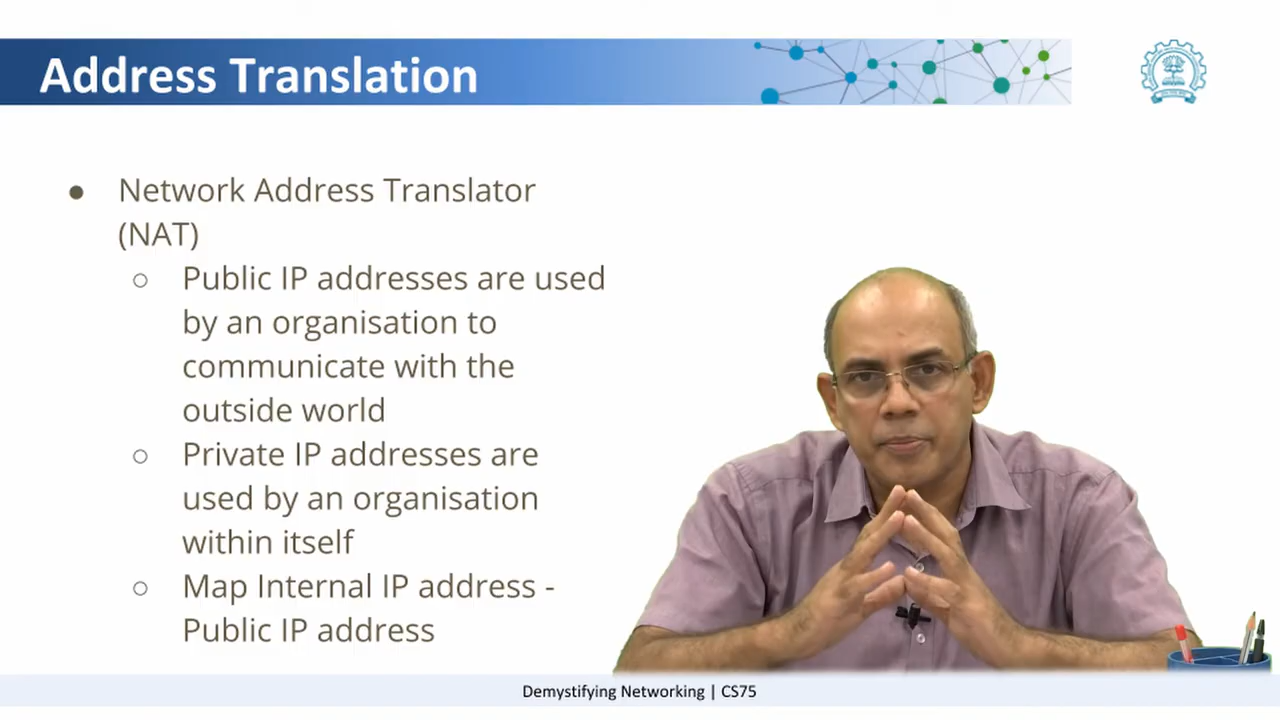 Address Translation
● Network Address Translator
(NAT)
○ Public IP addresses are used
by an organisation to
communicate with the
outside world
○ Private IP addresses are
used by an organisation
within itself
○ Map Internal IP address -
Public IP address
Demystifying Networking | CS75